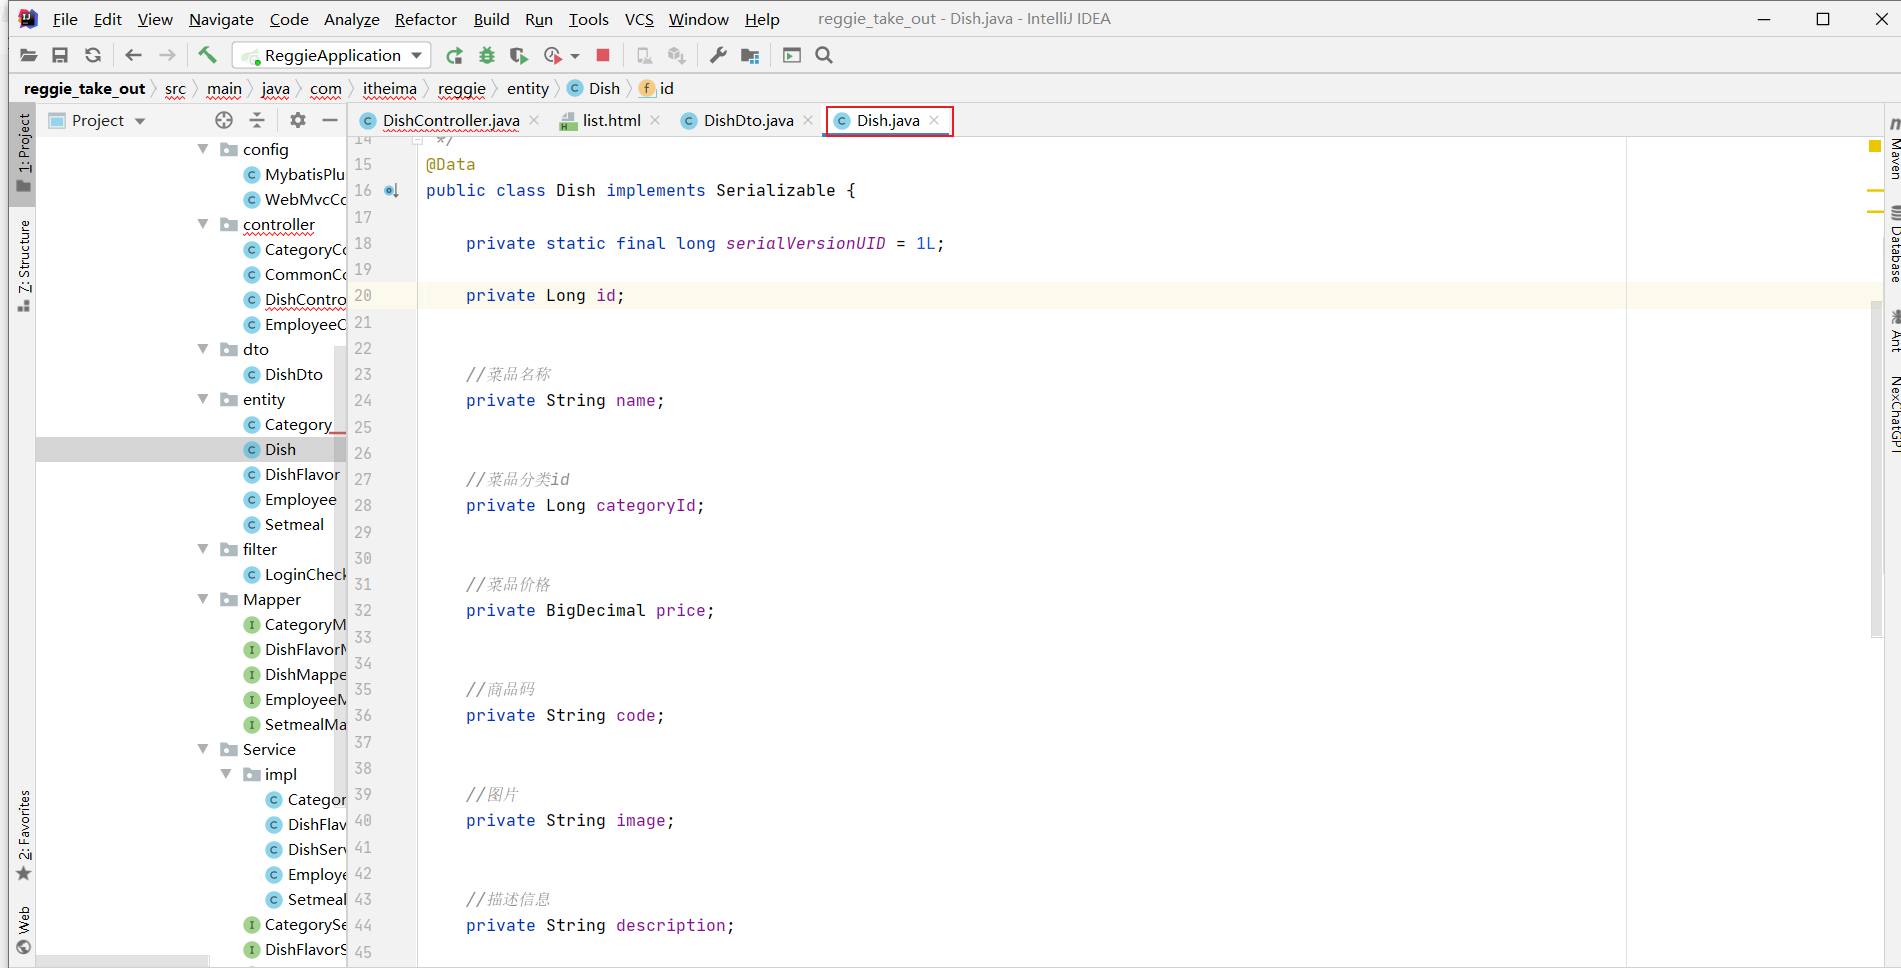 File Edit View Navigate Code Analyze Refactor Build Run Tools VCS Window Help reggie_take_out - Dish.java - IntelliJ IDEA
ReggieApplication
reggie_take_out src main java com itheima reggie entity Dish id
Project
DishController.java list.html DishDto.java Dish.java
1: Project
Z: Structure
2: Favorites
Web
config
MybatisPlu
WebMvcCo
controller
CategoryCo
CommonCo
DishContro
EmployeeC
dto
DishDto
entity
Category
Dish
DishFlavor
Employee
Setmeal
filter
LoginCheck
Mapper
CategoryM
DishFlavorM
DishMappe
EmployeeM
SetmealMa
Service
impl
Categor
DishFlav
DishServ
Employe
Setmeal
CategorySe
DishFlavorS
14 */
15 @Data
16 public class Dish implements Serializable {
17
18 private static final long serialVersionUID = 1L;
19
20 private Long id;
21
22
23 //菜品名称
24 private String name;
25
26
27 //菜品分类id
28 private Long categoryId;
29
30
31 //菜品价格
32 private BigDecimal price;
33
34
35 //商品码
36 private String code;
37
38
39 //图片
40 private String image;
41
42
43 //描述信息
44 private String description;
45
Maven
Database
Ant
NexChatGPT